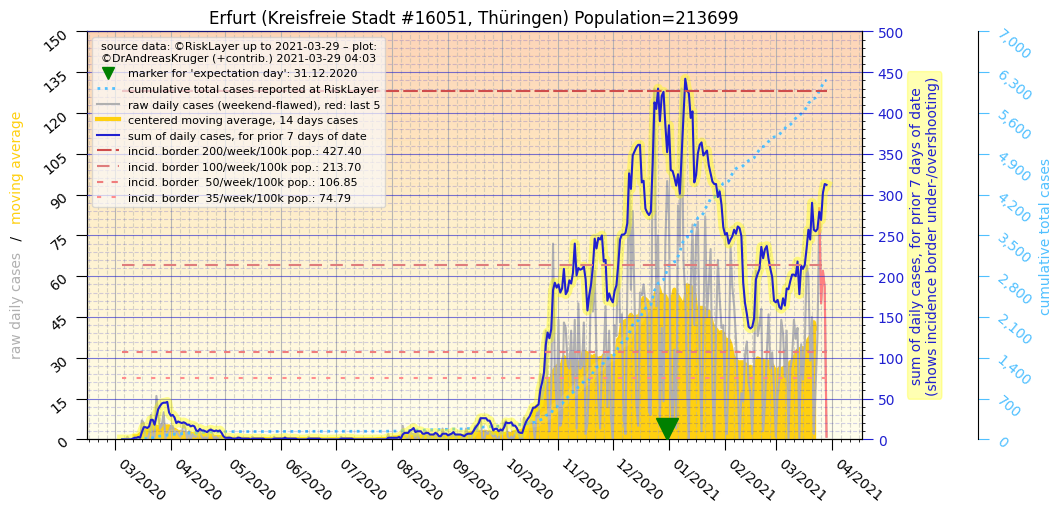 Erfurt (Kreisfreie Stadt #16051, Thüringen) Population=213699
source data: ©RiskLayer up to 2021-03-29 – plot:
©DrAndreasKruger (+contrib.) 2021-03-29 04:03
marker for 'expectation day': 31.12.2020
cumulative total cases reported at RiskLayer
raw daily cases (weekend-flawed), red: last 5
centered moving average, 14 days cases
sum of daily cases, for prior 7 days of date
incid. border 200/week/100k pop.: 427.40
incid. border 100/week/100k pop.: 213.70
incid. border  50/week/100k pop.: 106.85
incid. border  35/week/100k pop.: 74.79
raw daily cases  /  moving average
150
135
120
105
90
75
60
45
30
15
0
03/2020
04/2020
05/2020
06/2020
07/2020
08/2020
09/2020
10/2020
11/2020
12/2020
01/2021
02/2021
03/2021
04/2021
500
450
400
350
300
250
200
150
100
50
0
sum of daily cases, for prior 7 days of date
(shows incidence border under-/overshooting)
7,000
6,300
5,600
4,900
4,200
3,500
2,800
2,100
1,400
700
0
cumulative total cases